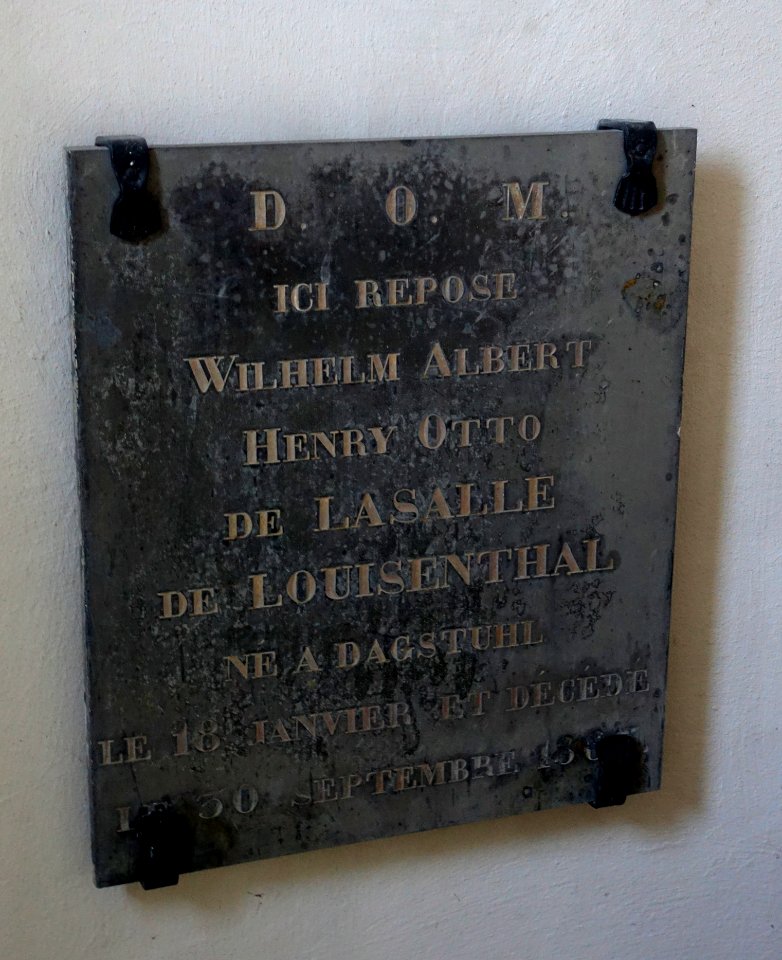 D. O M.
ICI REPOSE
WILHELM ALBERT
HENRY OTTO
DE LASALLE
DE LOUISENTHAL
NE A DAGSTUHL
LE 18 JANVIER ET DÉCÉDÉ
LE 30 SEPTEMBRE